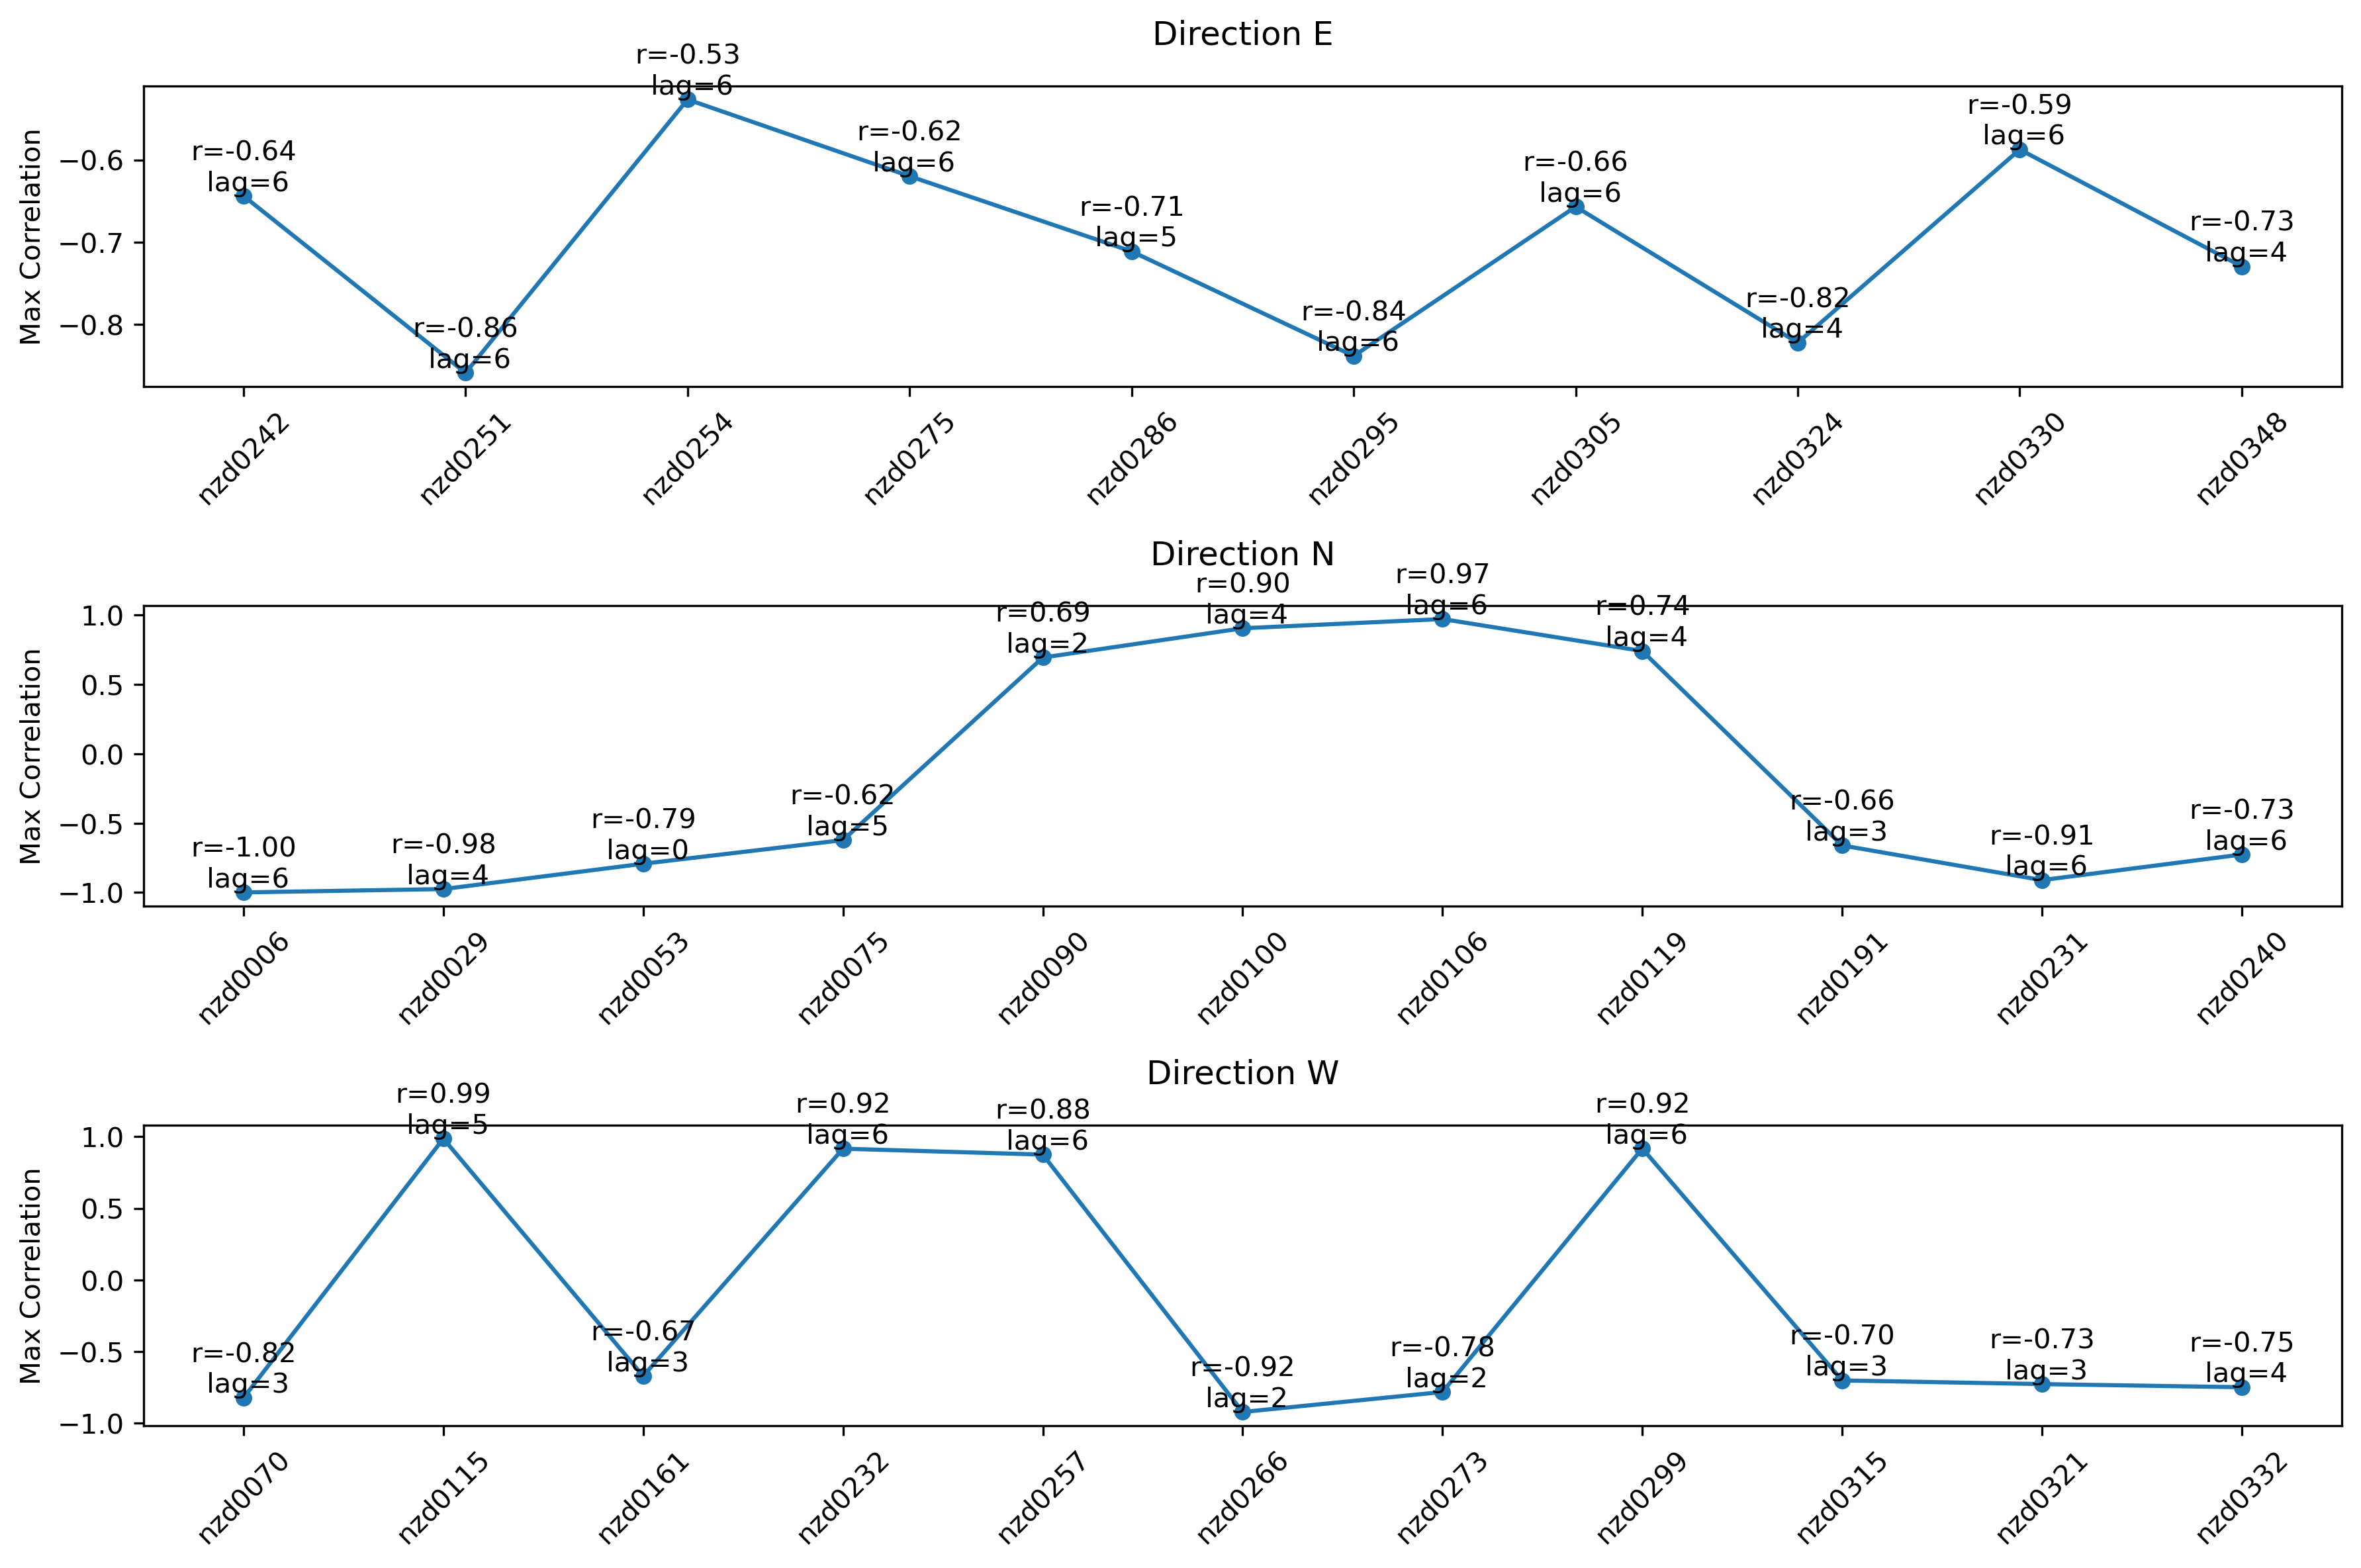 Direction E
Max Correlation
−0.6
−0.7
−0.8
r=-0.64
lag=6
r=-0.86
lag=6
r=-0.53
lag=6
r=-0.62
lag=6
r=-0.71
lag=5
r=-0.84
lag=6
r=-0.66
lag=6
r=-0.82
lag=4
r=-0.59
lag=6
r=-0.73
lag=4
nzd0242
nzd0251
nzd0254
nzd0275
nzd0286
nzd0295
nzd0305
nzd0324
nzd0330
nzd0348
Direction N
Max Correlation
1.0
0.5
0.0
−0.5
−1.0
r=-1.00
lag=6
r=-0.98
lag=4
r=-0.79
lag=0
r=-0.62
lag=5
r=0.69
lag=2
r=0.90
lag=4
r=0.97
lag=6
r=0.74
lag=4
r=-0.66
lag=3
r=-0.91
lag=6
r=-0.73
lag=6
nzd0006
nzd0029
nzd0053
nzd0075
nzd0090
nzd0100
nzd0106
nzd0119
nzd0191
nzd0231
nzd0240
Direction W
Max Correlation
1.0
0.5
0.0
−0.5
−1.0
r=-0.82
lag=3
r=0.99
lag=5
r=-0.67
lag=3
r=0.92
lag=6
r=0.88
lag=6
r=-0.92
lag=2
r=-0.78
lag=2
r=0.92
lag=6
r=-0.70
lag=3
r=-0.73
lag=3
r=-0.75
lag=4
nzd0070
nzd0115
nzd0161
nzd0232
nzd0257
nzd0266
nzd0273
nzd0299
nzd0315
nzd0321
nzd0332